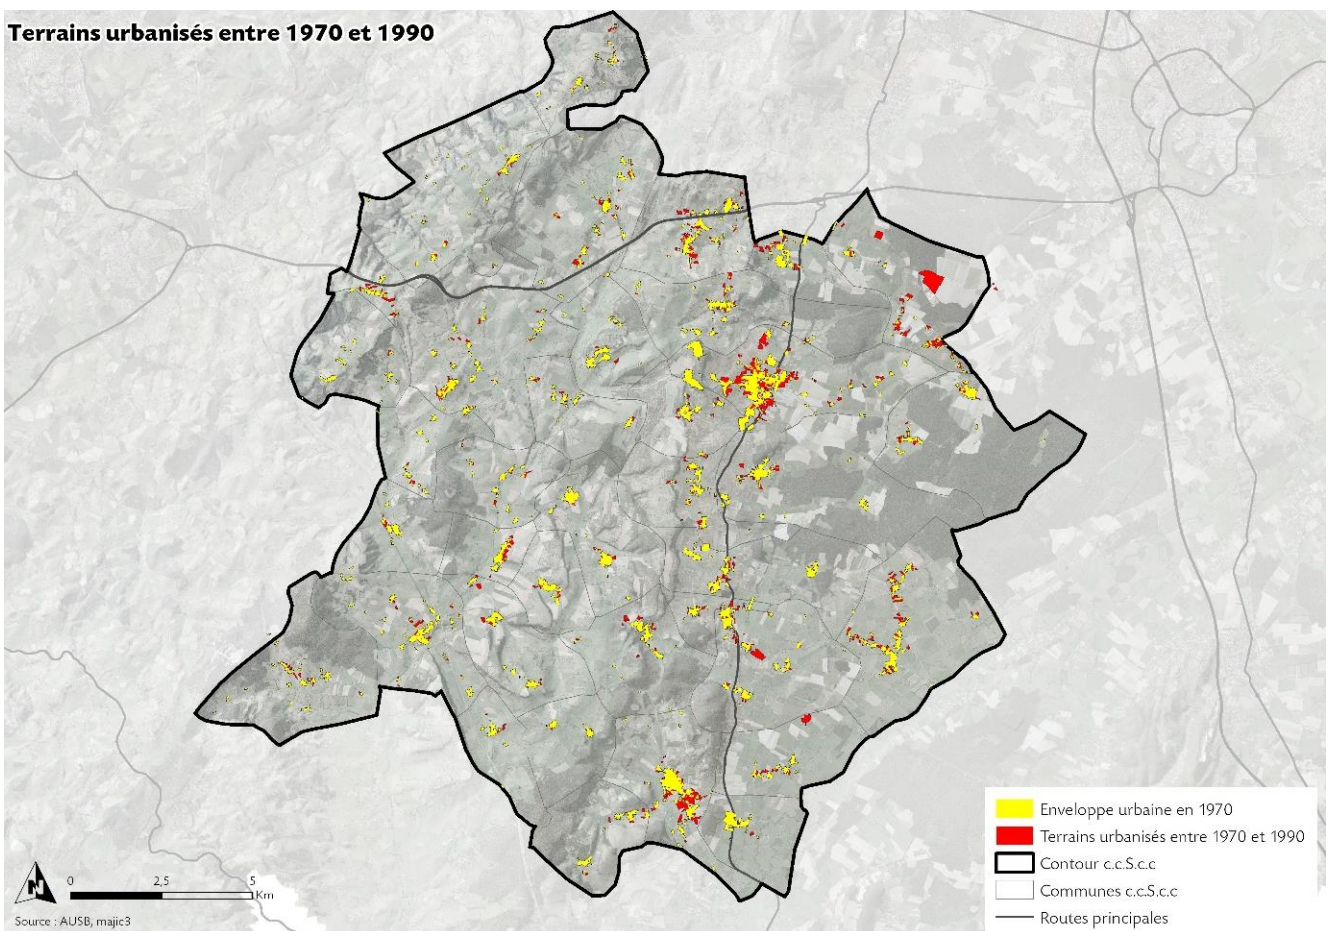 Terrains urbanisés entre 1970 et 1990
Enveloppe urbaine en 1970
Terrains urbanisés entre 1970 et 1990
Contour c.c.S.c.c
Communes c.c.S.c.c
Routes principales
N
0 2,5 5
Km
Source : AUSB, majic3